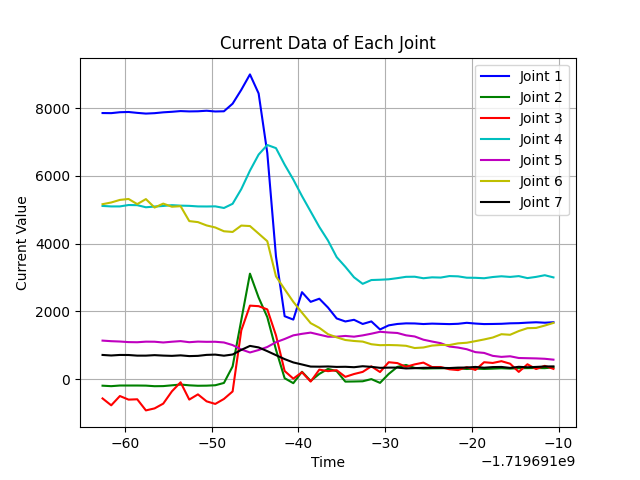 Current Data of Each Joint
Joint 1
Joint 2
Joint 3
Joint 4
Joint 5
Joint 6
Joint 7
Current Value
8000
6000
4000
2000
0
−60
−50
−40
−30
−20
−10
Time
−1.719691e9